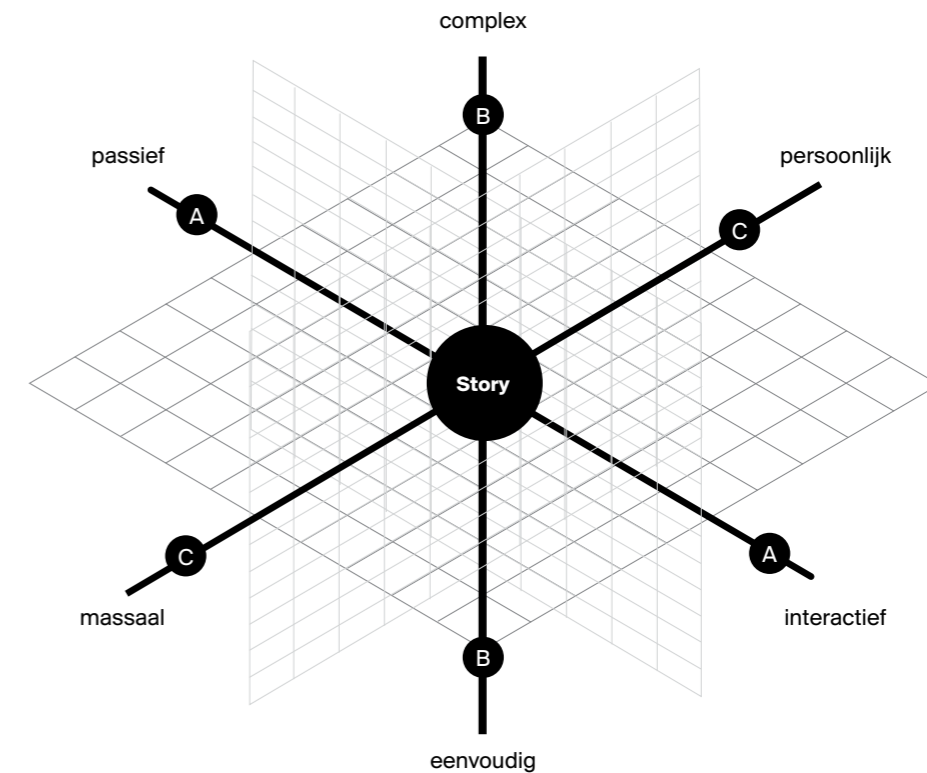 complex
B
passief
persoonlijk
A
C
Story
C
A
massaal
interactief
B
eenvoudig